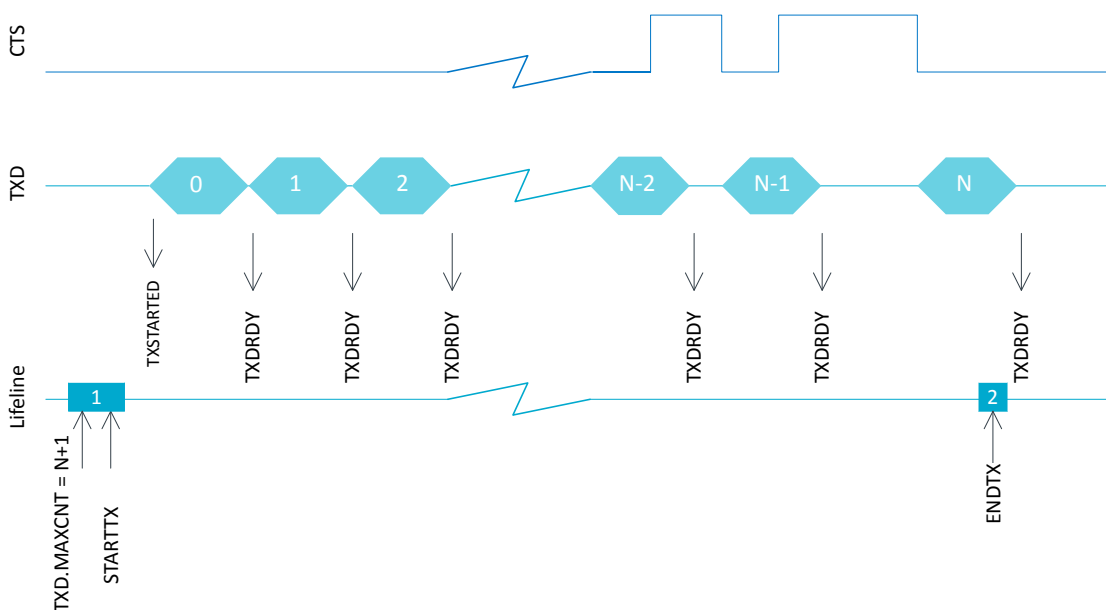 CTS
TXD
0
1
2
N-2
N-1
N
TXSTARTED
TXDRDY
TXDRDY
TXDRDY
TXDRDY
TXDRDY
TXDRDY
Lifeline
1
2
TXD.MAXCNT = N+1
STARTTX
ENDTX